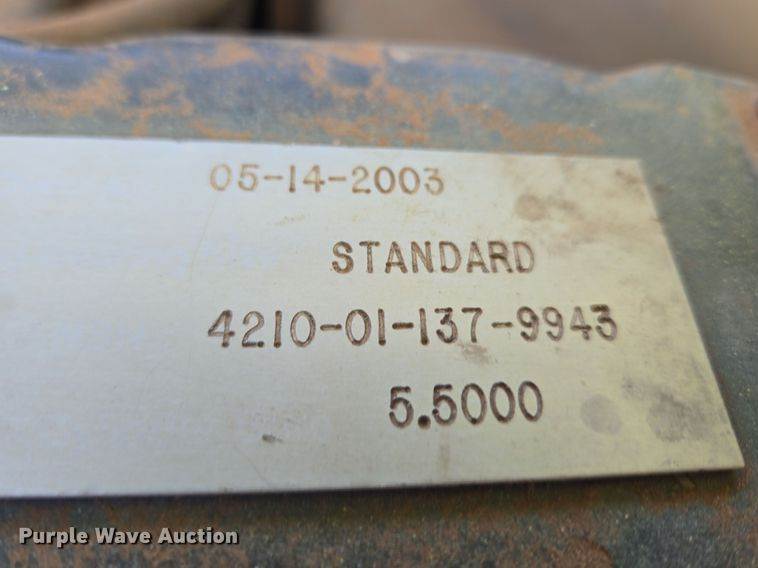 05-14-2003
STANDARD
4210-01-137-9943
5.5000
Purple Wave Auction